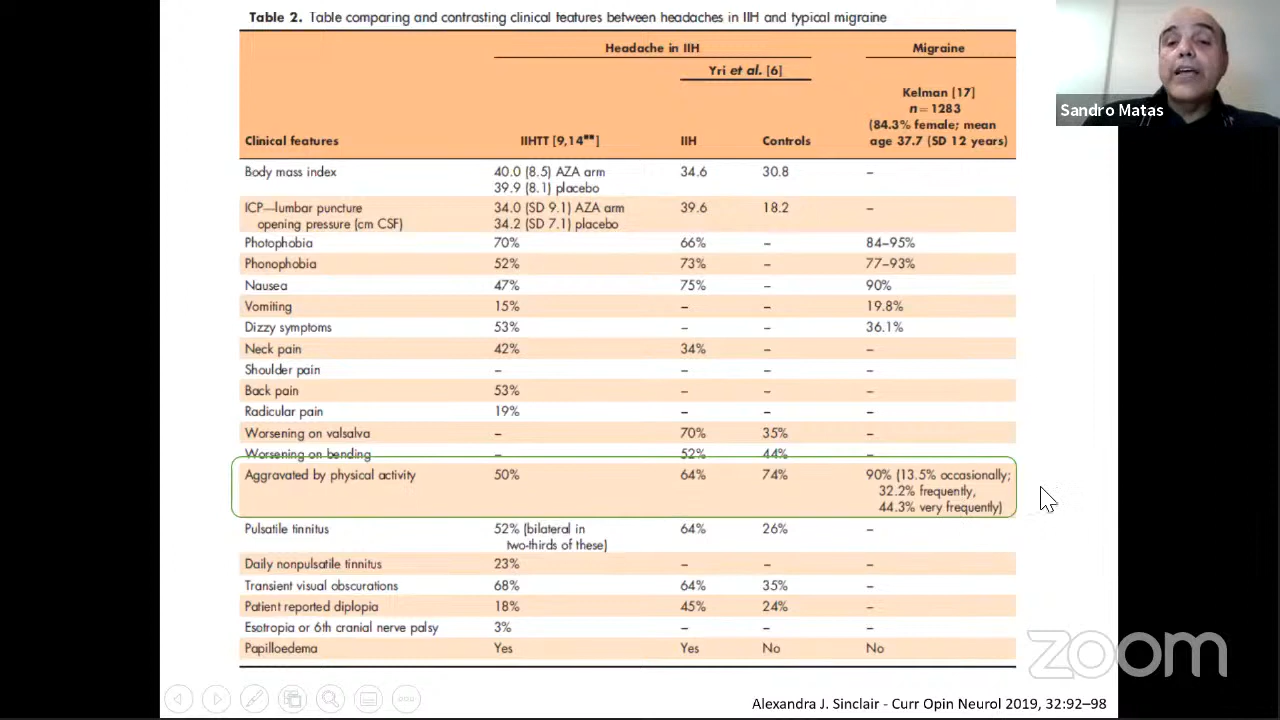 Table 2. Table comparing and contrasting clinical features between headaches in IIH and typical migraine
Headache in IIH Migraine
Yri et al. [6]
Kelman [17]
n = 1283
(84.3% female; mean
Clinical features IIHTT [9,14■■] IIH Controls age 37.7 (SD 12 years)
Body mass index 40.0 (8.5) AZA arm 34.6 30.8 –
39.9 (8.1) placebo
ICP—lumbar puncture 34.0 (SD 9.1) AZA arm 39.6 18.2 –
opening pressure (cm CSF) 34.2 (SD 7.1) placebo
Photophobia 70% 66% – 84–95%
Phonophobia 52% 73% – 77–93%
Nausea 47% 75% – 90%
Vomiting 15% – – 19.8%
Dizzy symptoms 53% – – 36.1%
Neck pain 42% 34% – –
Shoulder pain – – – –
Back pain 53% – – –
Radicular pain 19% – – –
Worsening on valsalva – 70% 35% –
Worsening on bending – 52% 44% –
Aggravated by physical activity 50% 64% 74% 90% (13.5% occasionally;
32.2% frequently,
44.3% very frequently)
Pulsatile tinnitus 52% (bilateral in 64% 26% –
two-thirds of these)
Daily nonpulsatile tinnitus 23% – – –
Transient visual obscurations 68% 64% 35% –
Patient reported diplopia 18% 45% 24% –
Esotropia or 6th cranial nerve palsy 3% – – –
Papilloedema Yes Yes No No
Alexandra J. Sinclair - Curr Opin Neurol 2019, 32:92–98
Sandro Matas
zoom